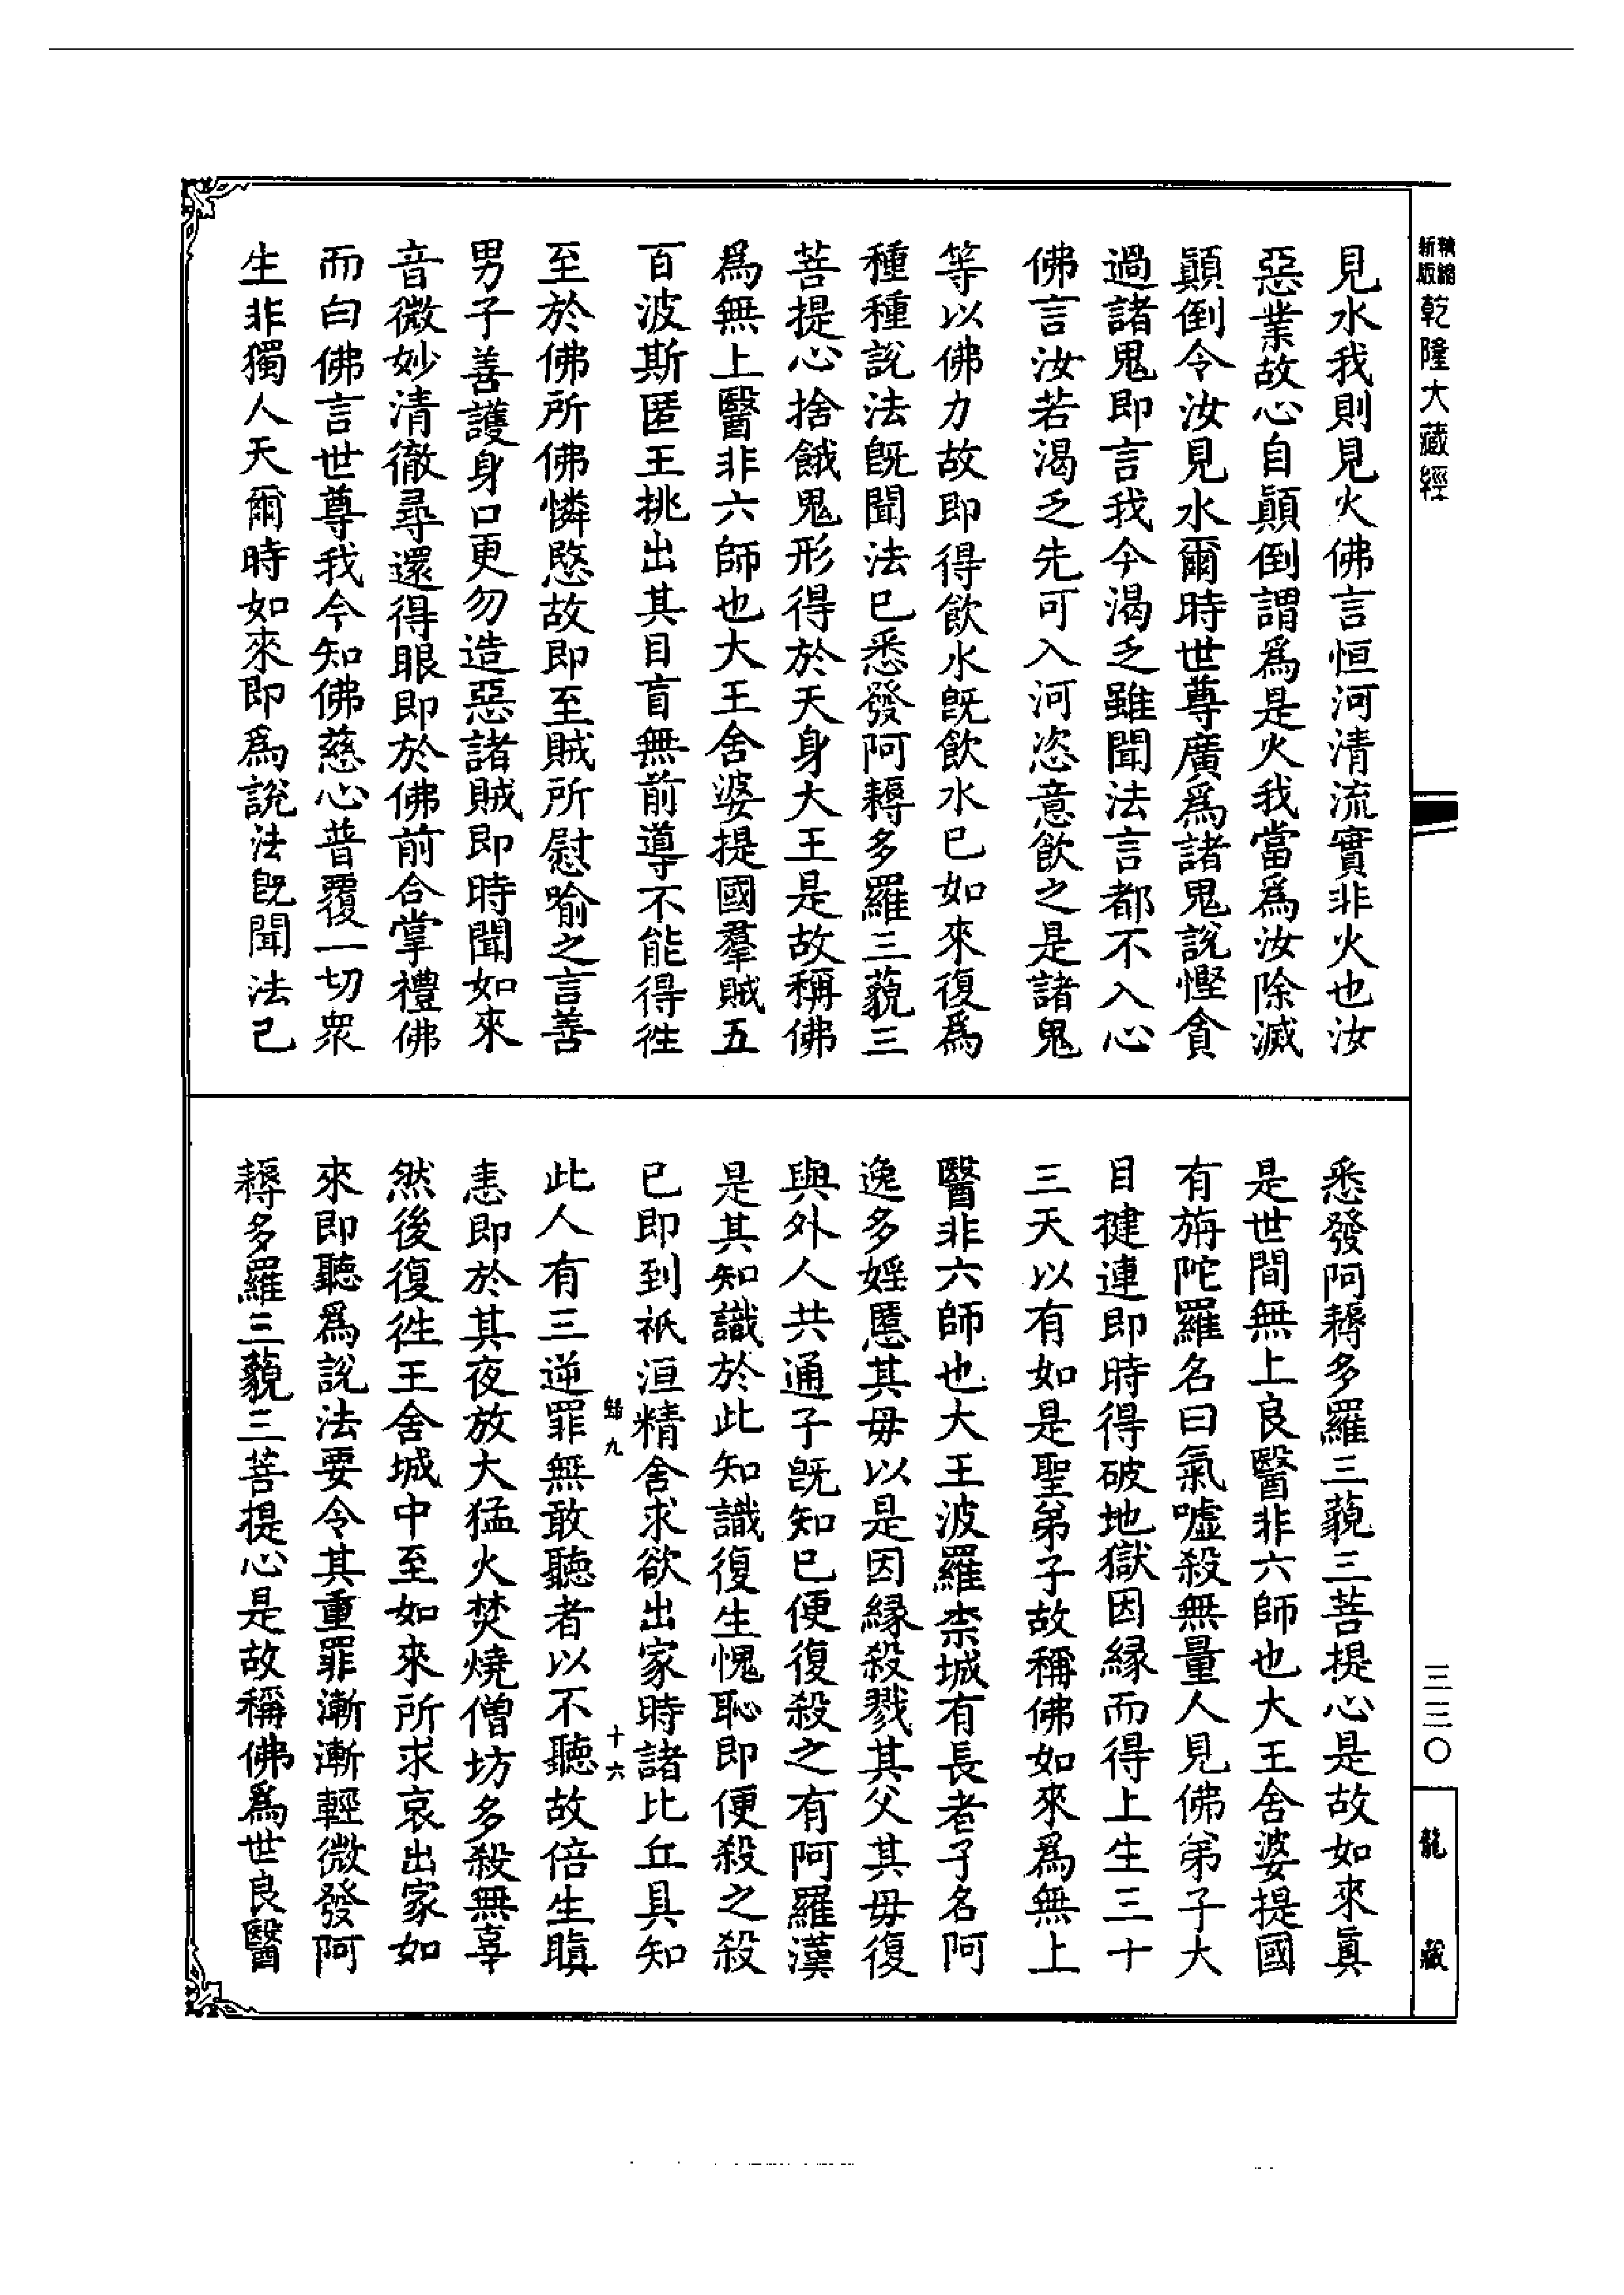 新版精縮乾隆大藏經
見水我則見火佛言恒河清流實非火也汝
惡業故心自顛倒謂爲是火我當爲汝除滅
顛倒令汝見水爾時世尊廣爲諸鬼說慳貪
過諸鬼即言我今渴乏雖聞法言都不入心
佛言汝若渴乏先可入河恣意飲之是諸鬼
等以佛力故即得飲水旣飲水已如來復爲
種種說法旣聞法已悉發阿耨多羅三藐三
菩提心捨餓鬼形得於天身大王是故稱佛
爲無上醫非六師也大王舍婆提國羣賊五
百波斯匿王挑出其目盲無前導不能得徃
至於佛所佛憐愍故即至賊所慰喻之言善
男子善護身口更勿造惡諸賊即時聞如來
音微妙清徹尋還得眼即於佛前合掌禮佛
而白佛言世尊我今知佛慈心普覆一切衆
生非獨人天爾時如來即爲說法旣聞法已
悉發阿耨多羅三藐三菩提心是故如來眞
是世間無上良醫非六師也大王舍婆提國
有旃陀羅名曰氣噓殺無量人見佛弟子大
目揵連即時得破地獄因縁而得上生三十
三天以有如是聖弟子故稱佛如來爲無上
醫非六師也大王波羅柰城有長者子名阿
逸多婬慝其母以是因縁殺戮其父其母復
與外人共通子旣知已便復殺之有阿羅漢
是其知識於此知識復生愧恥即便殺之殺
已即到祇洹精舍求欲出家時諸比丘具知
歸九
十六
此人有三逆罪無敢聽者以不聽故倍生瞋
恚即於其夜放大猛火焚燒僧坊多殺無辜
然後復徃王舍城中至如來所求哀出家如
來即聽爲說法要令其重罪漸漸輕微發阿
耨多羅三藐三菩提心是故稱佛爲世良醫
三三〇
龍藏